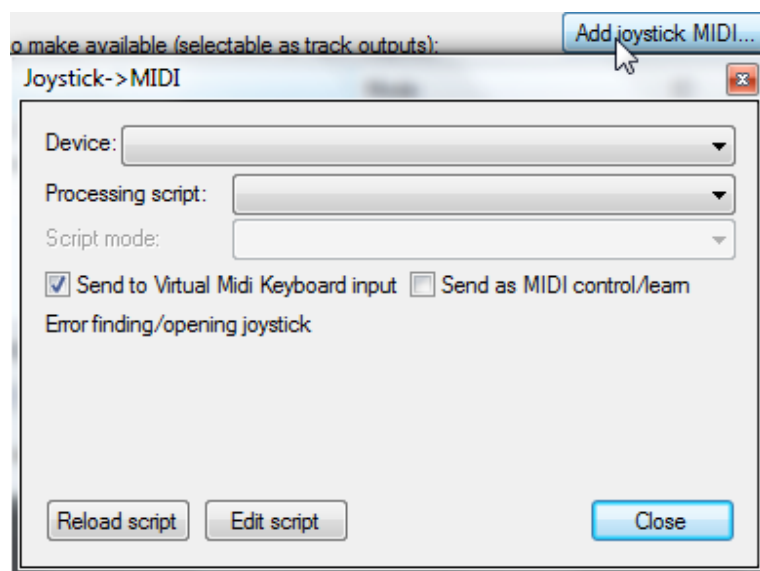 o make available (selectable as track outputs):
Add joystick MIDI...
Joystick->MIDI
Device:
Processing script:
Script mode:
Send to Virtual Midi Keyboard input Send as MIDI control/learn
Error finding/opening joystick
Reload script Edit script Close